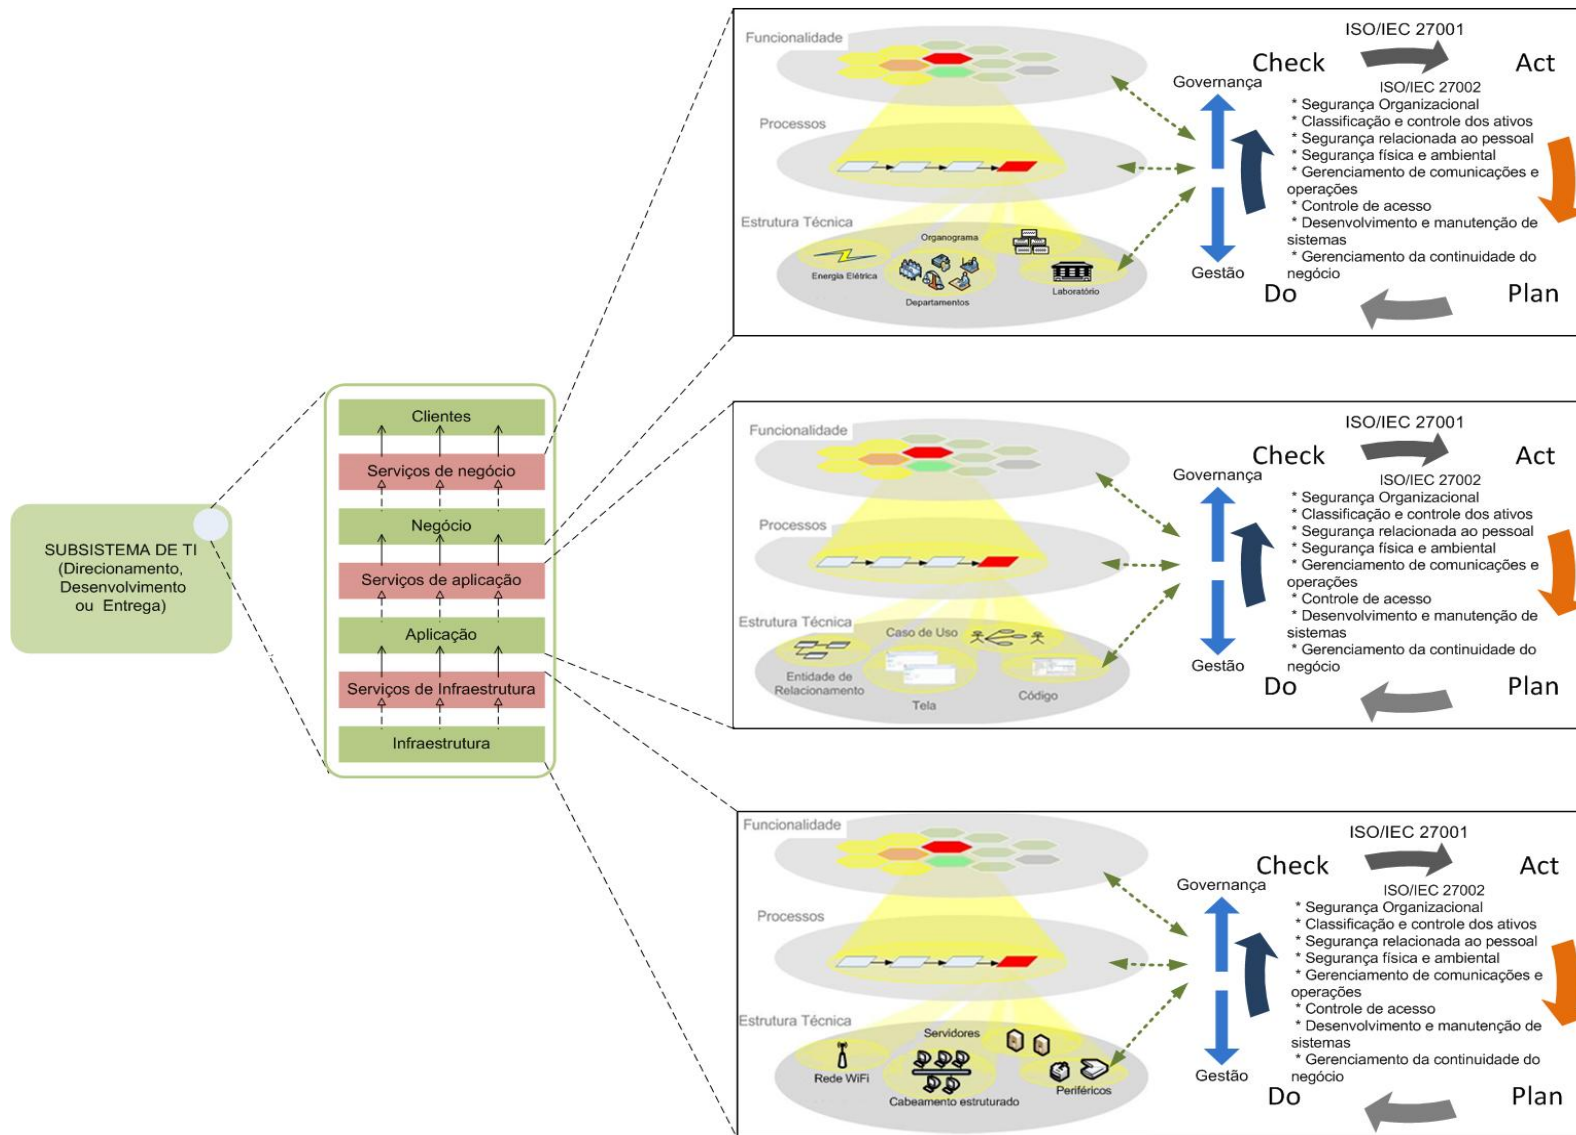 SUBSISTEMA DE TI
(Direcionamento,
Desenvolvimento
ou Entrega)
Clientes
Serviços de negócio
Negócio
Serviços de aplicação
Aplicação
Serviços de Infraestrutura
Infraestrutura
Funcionalidade
Processos
Estrutura Técnica
Organograma
Energia Elétrica
Departamentos
Laboratório
Governança
Gestão
ISO/IEC 27001
Check
Act
ISO/IEC 27002
* Segurança Organizacional
* Classificação e controle dos ativos
* Segurança relacionada ao pessoal
* Segurança física e ambiental
* Gerenciamento de comunicações e
operações
* Controle de acesso
* Desenvolvimento e manutenção de
sistemas
* Gerenciamento da continuidade do
negócio
Do
Plan
Funcionalidade
Processos
Estrutura Técnica
Caso de Uso
Entidade de
Relacionamento
Tela
Código
Governança
Gestão
ISO/IEC 27001
Check
Act
ISO/IEC 27002
* Segurança Organizacional
* Classificação e controle dos ativos
* Segurança relacionada ao pessoal
* Segurança física e ambiental
* Gerenciamento de comunicações e
operações
* Controle de acesso
* Desenvolvimento e manutenção de
sistemas
* Gerenciamento da continuidade do
negócio
Do
Plan
Funcionalidade
Processos
Estrutura Técnica
Servidores
Rede WiFi
Cabeamento estruturado
Periféricos
Governança
Gestão
ISO/IEC 27001
Check
Act
ISO/IEC 27002
* Segurança Organizacional
* Classificação e controle dos ativos
* Segurança relacionada ao pessoal
* Segurança física e ambiental
* Gerenciamento de comunicações e
operações
* Controle de acesso
* Desenvolvimento e manutenção de
sistemas
* Gerenciamento da continuidade do
negócio
Do
Plan